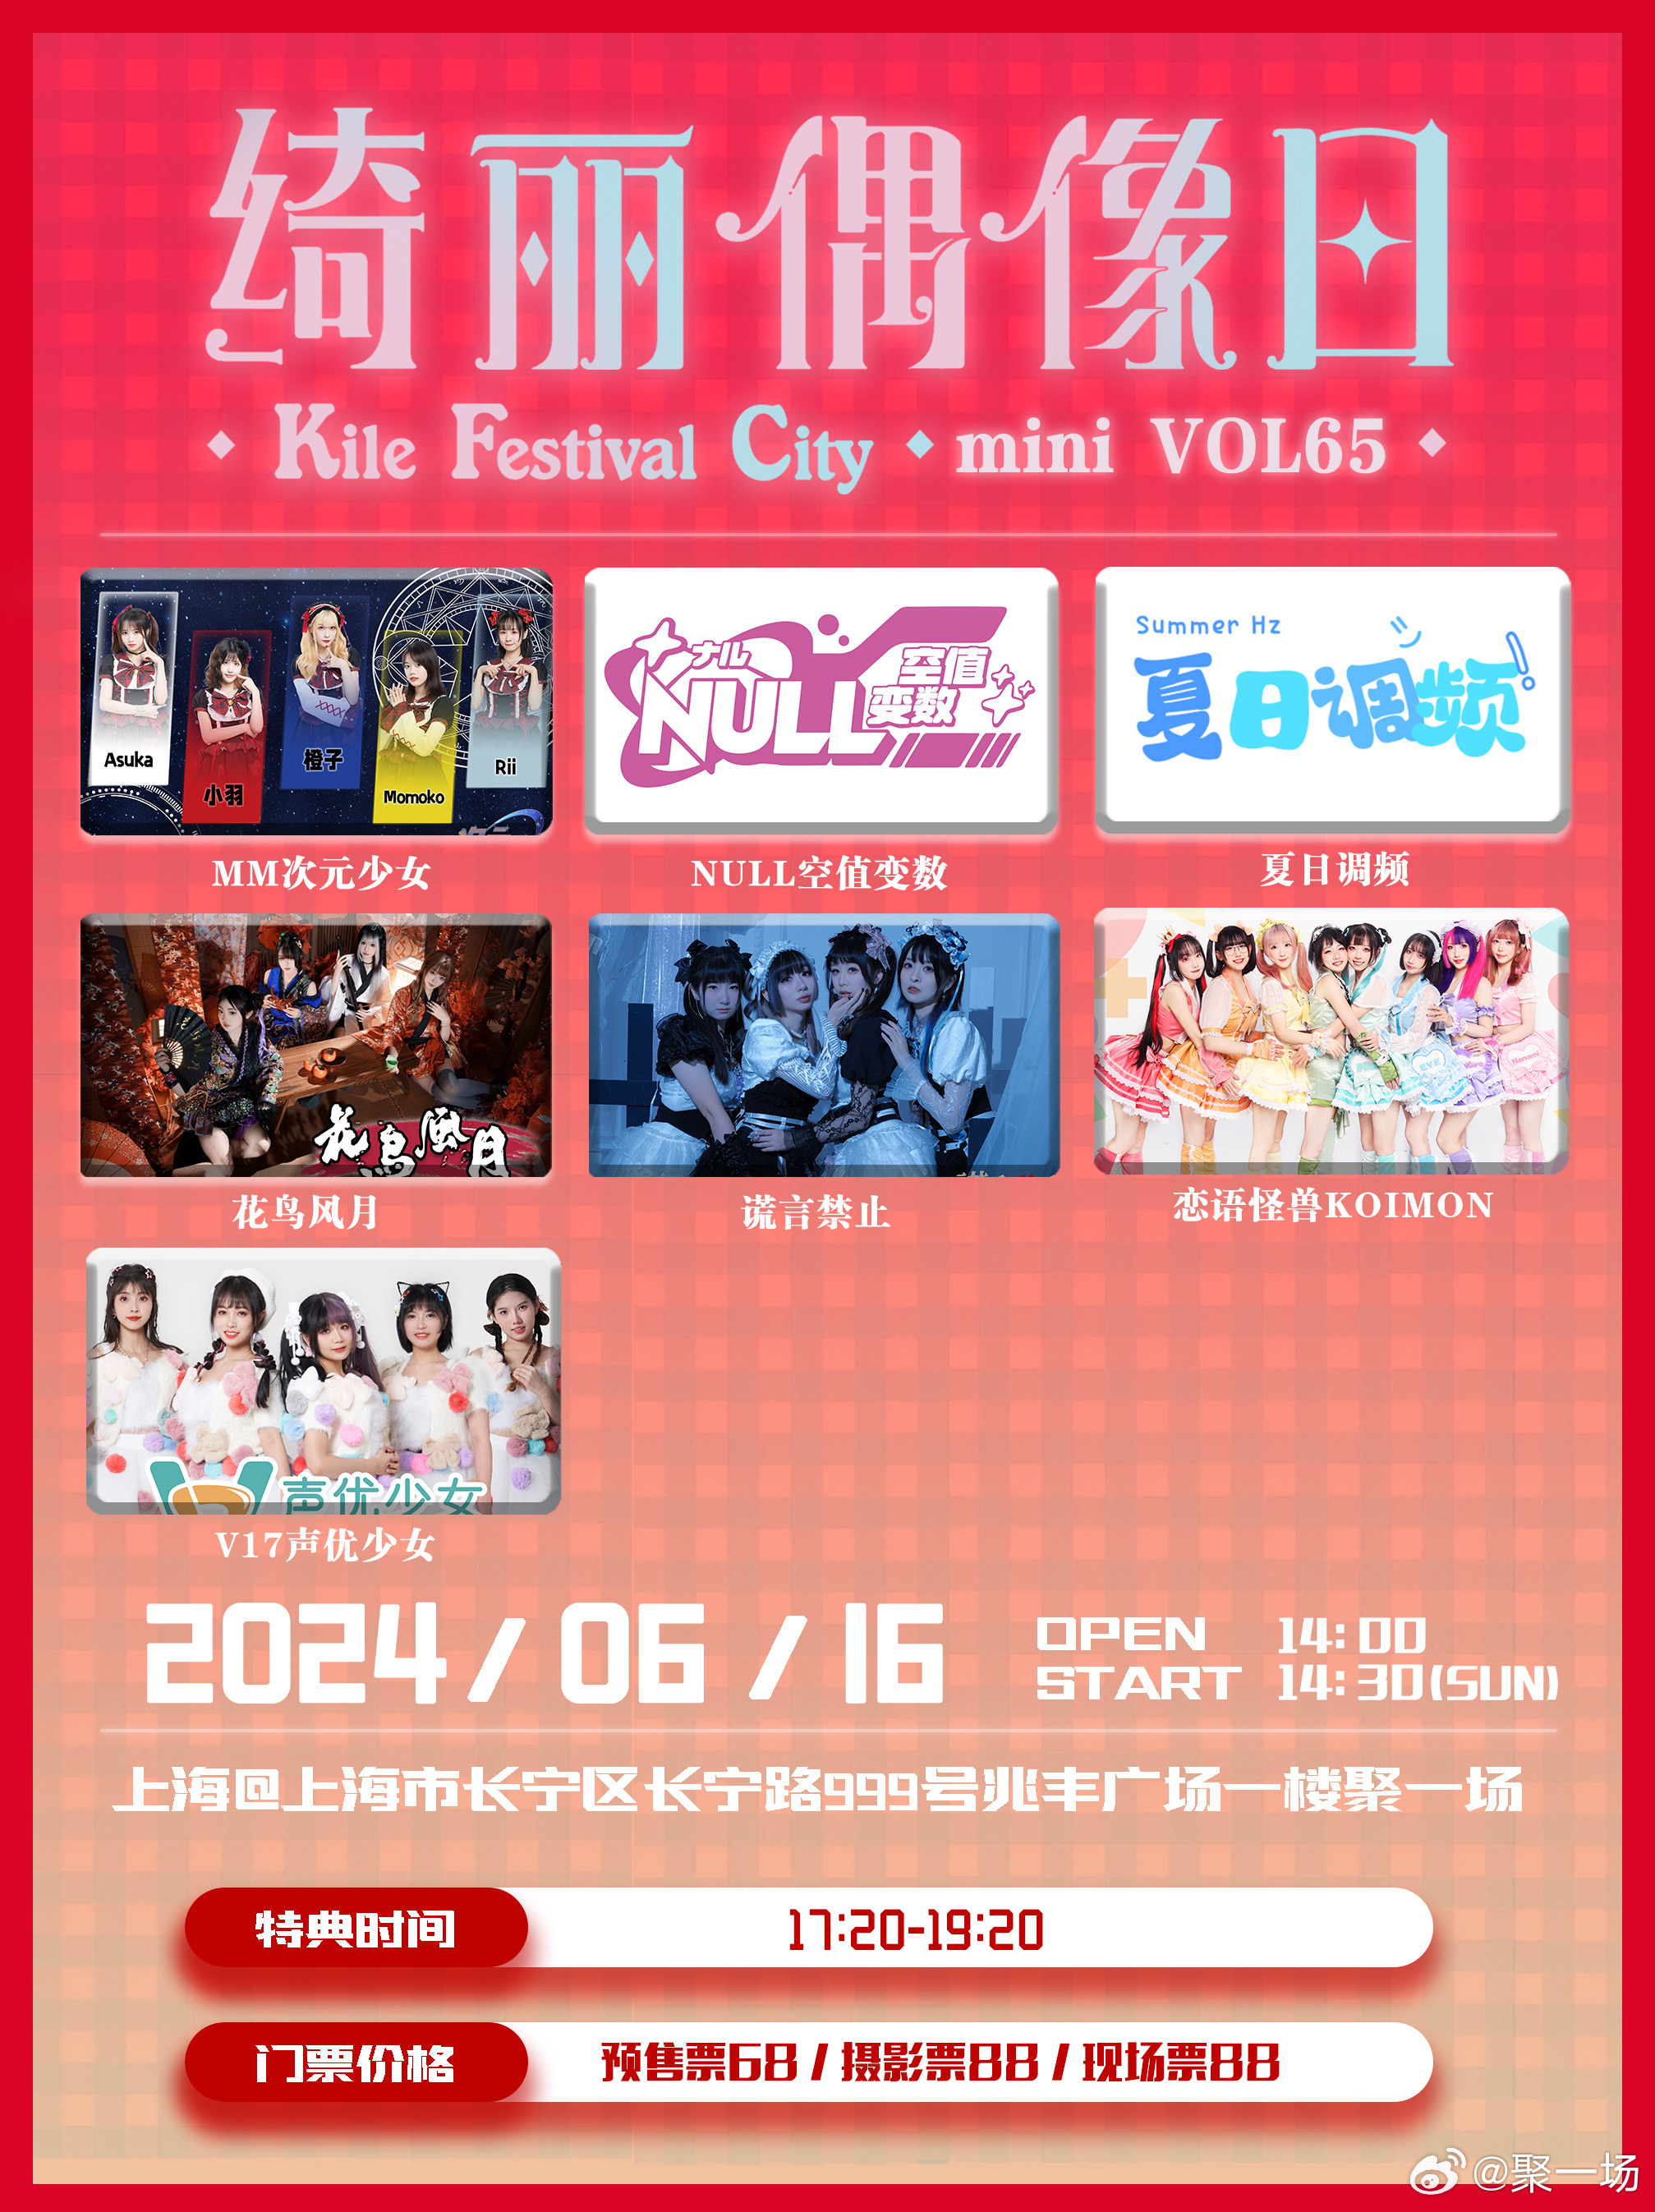 绮丽偶像日
Kile Festival City mini VOL65
Asuka
小羽
橙子
Momoko
Rii
ナル
NULL
空值
变数
Summer Hz
夏日调频
MM次元少女
NULL空值变数
夏日调频
花鸟风月
花鸟风月
谎言禁止
恋语怪兽KOIMON
声优少女
V17声优少女
2024/06/16
OPEN 14:00
START 14:30(SUN)
上海@上海市长宁区长宁路999号兆丰广场一楼聚一场
特典时间 17:20-19:20
门票价格 预售票68/摄影票88/现场票88
@聚一场